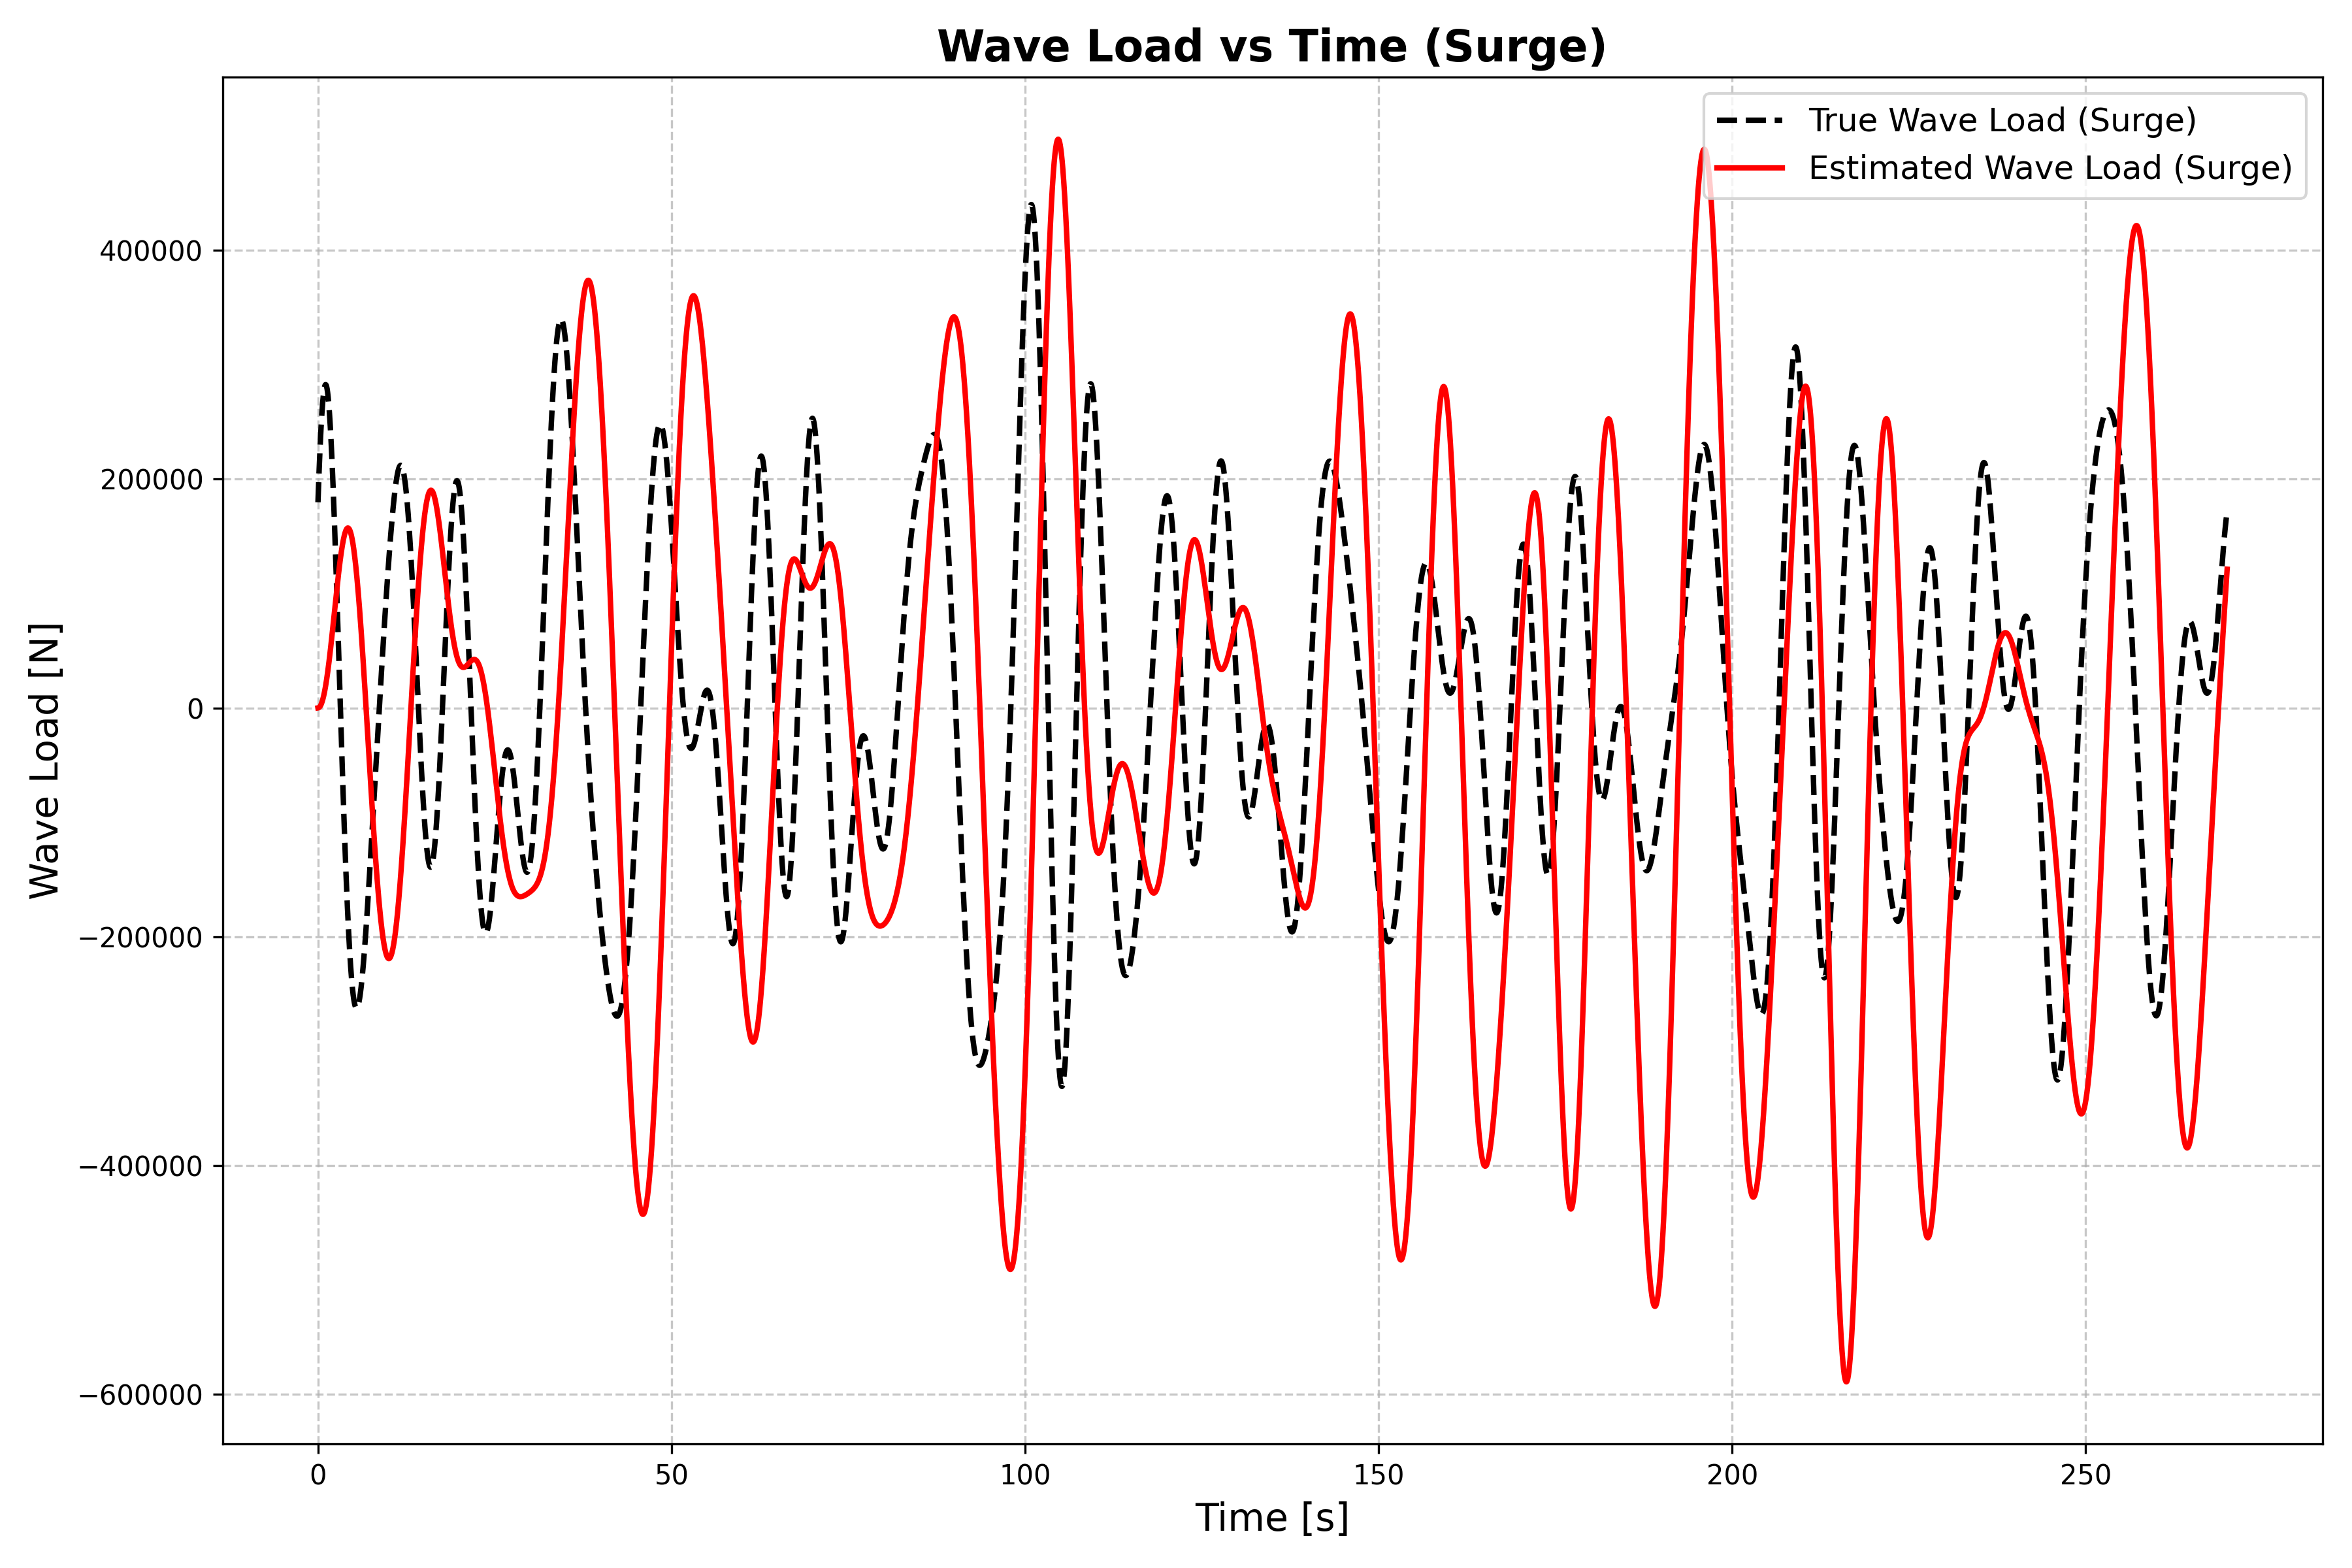 Wave Load vs Time (Surge)
True Wave Load (Surge)
Estimated Wave Load (Surge)
Wave Load [N]
400000
200000
0
−200000
−400000
−600000
0 50 100 150 200 250
Time [s]